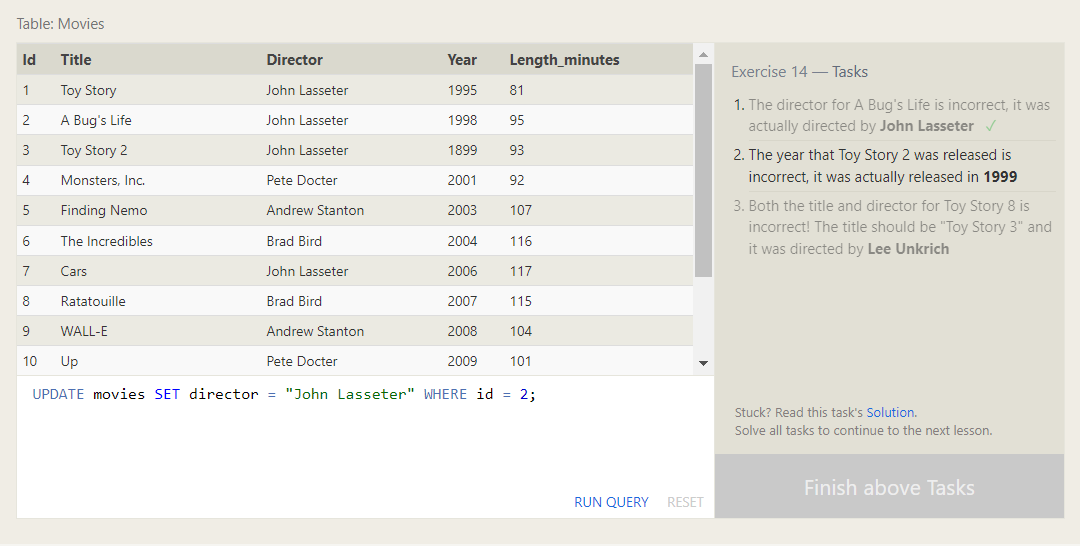 Table: Movies
Id Title Director Year Length_minutes
1 Toy Story John Lasseter 1995 81
2 A Bug's Life John Lasseter 1998 95
3 Toy Story 2 John Lasseter 1899 93
4 Monsters, Inc. Pete Docter 2001 92
5 Finding Nemo Andrew Stanton 2003 107
6 The Incredibles Brad Bird 2004 116
7 Cars John Lasseter 2006 117
8 Ratatouille Brad Bird 2007 115
9 WALL-E Andrew Stanton 2008 104
10 Up Pete Docter 2009 101
UPDATE movies SET director = "John Lasseter" WHERE id = 2;
RUN QUERY RESET
Exercise 14 — Tasks
1. The director for A Bug's Life is incorrect, it was
actually directed by John Lasseter ✓
2. The year that Toy Story 2 was released is
incorrect, it was actually released in 1999
3. Both the title and director for Toy Story 8 is
incorrect! The title should be "Toy Story 3" and
it was directed by Lee Unkrich
Stuck? Read this task's Solution.
Solve all tasks to continue to the next lesson.
Finish above Tasks